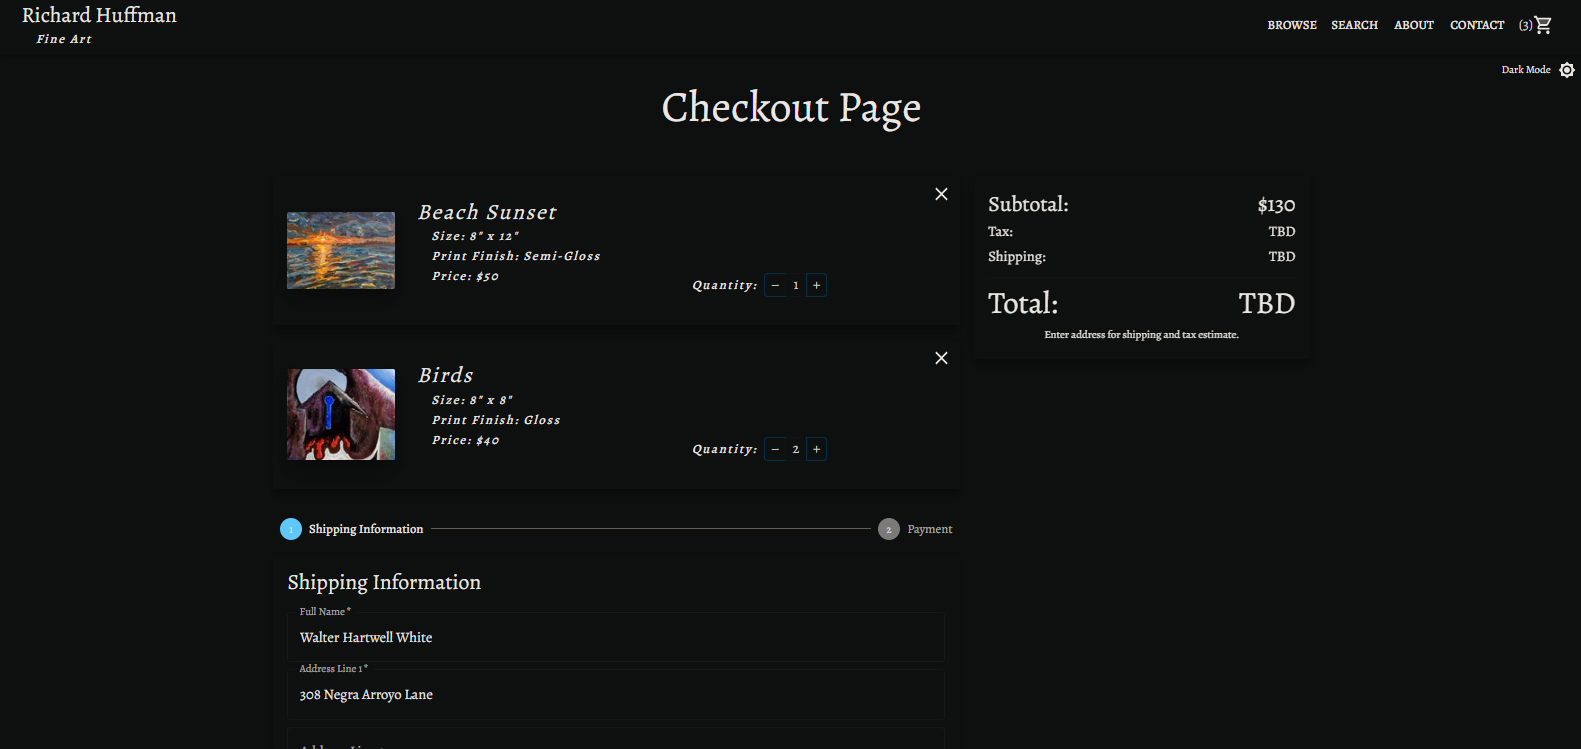 Richard Huffman
Fine Art
BROWSE SEARCH ABOUT CONTACT (3)
Dark Mode
Checkout Page
Beach Sunset
Size: 8" x 12"
Print Finish: Semi-Gloss
Price: $50
Quantity: − 1 +
Birds
Size: 8" x 8"
Print Finish: Gloss
Price: $40
Quantity: − 2 +
Subtotal: $130
Tax: TBD
Shipping: TBD
Total: TBD
Enter address for shipping and tax estimate.
1 Shipping Information 2 Payment
Shipping Information
Full Name *
Walter Hartwell White
Address Line 1 *
308 Negra Arroyo Lane